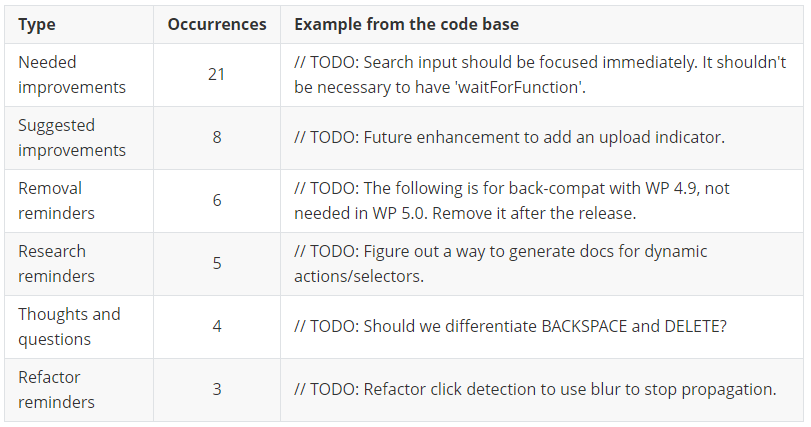 Type Occurrences Example from the code base
Needed
improvements
21
// TODO: Search input should be focused immediately. It shouldn't
be necessary to have 'waitForFunction'.
Suggested
improvements
8
// TODO: Future enhancement to add an upload indicator.
Removal
reminders
6
// TODO: The following is for back-compat with WP 4.9, not
needed in WP 5.0. Remove it after the release.
Research
reminders
5
// TODO: Figure out a way to generate docs for dynamic
actions/selectors.
Thoughts and
questions
4
// TODO: Should we differentiate BACKSPACE and DELETE?
Refactor
reminders
3
// TODO: Refactor click detection to use blur to stop propagation.